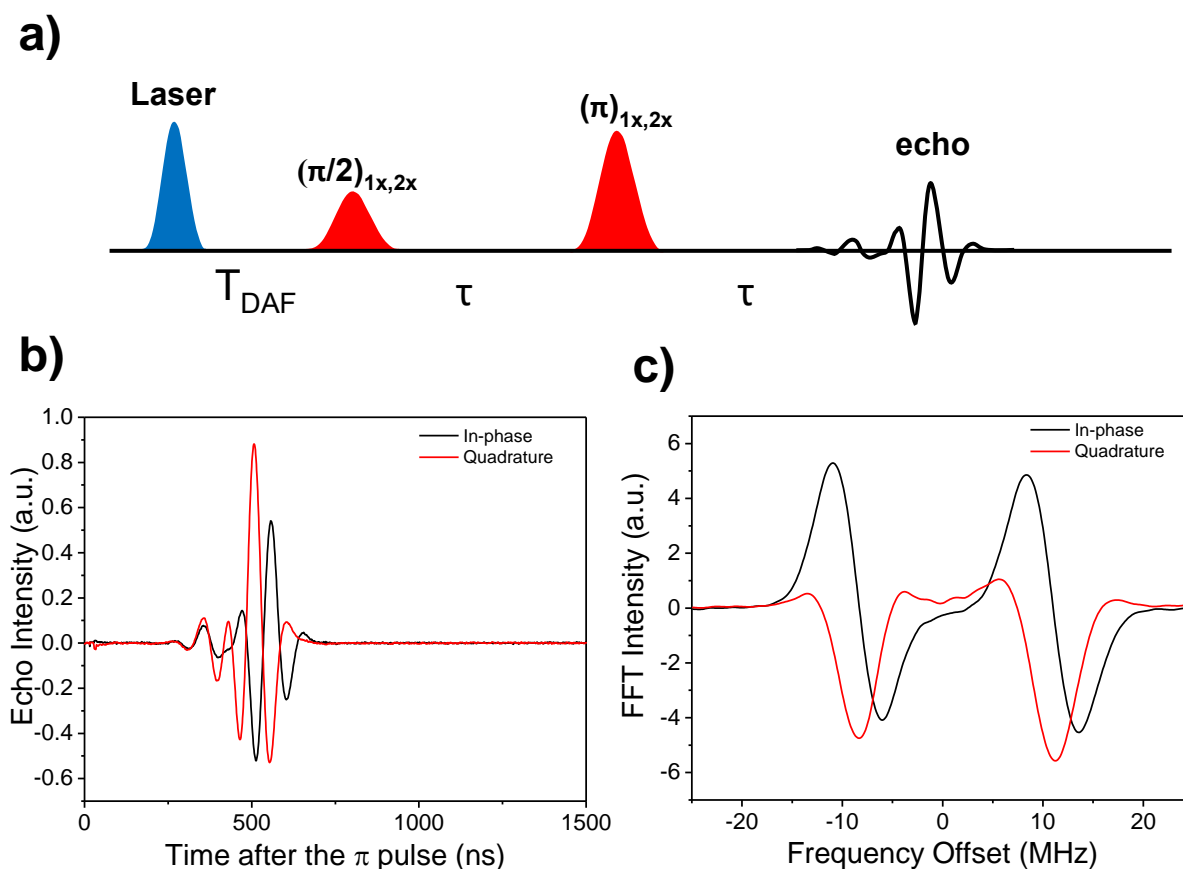 a)
Laser
(π/2)1x,2x
(π)1x,2x
echo
TDAF
τ
τ
b)
1.0
0.8
0.6
0.4
0.2
0.0
-0.2
-0.4
-0.6
Echo Intensity (a.u.)
In-phase
Quadrature
0
500
1000
1500
Time after the π pulse (ns)
c)
6
4
2
0
-2
-4
-6
FFT Intensity (a.u.)
In-phase
Quadrature
-20
-10
0
10
20
Frequency Offset (MHz)